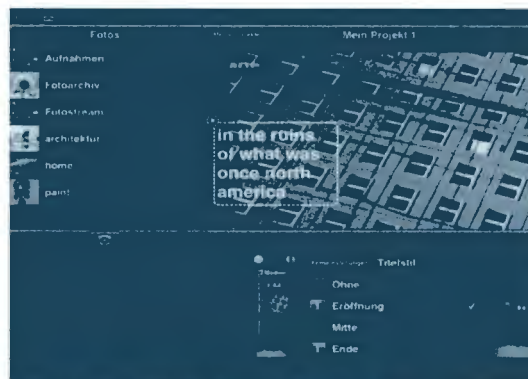 Fotos
Mein Projekt 1
Aufnahmen
Fotoarchiv
Fotostream
architektur
home
paint
in the ruins
of what was
once north
america
Titelstil
Ohne
Eröffnung
Mitte
Ende